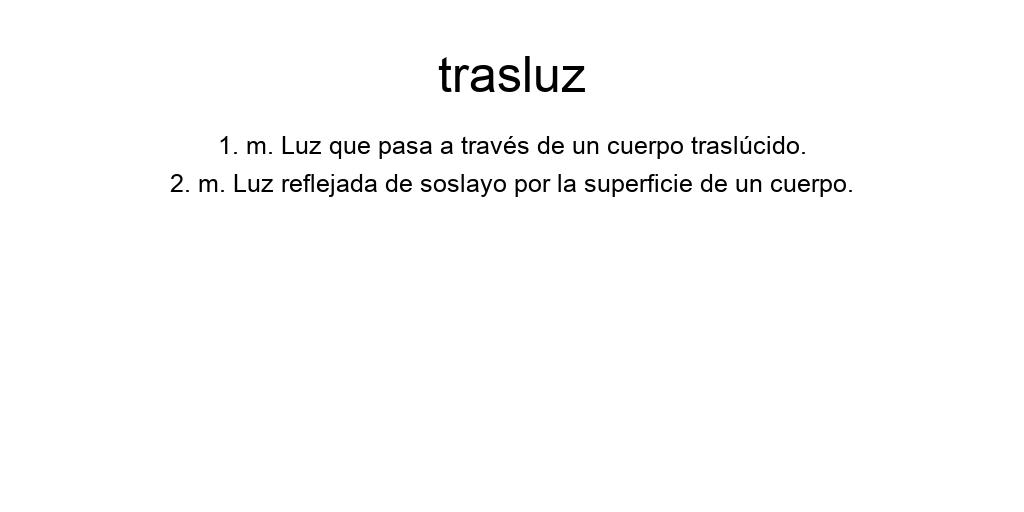 trasluz
1. m. Luz que pasa a través de un cuerpo traslúcido.
2. m. Luz reflejada de soslayo por la superficie de un cuerpo.